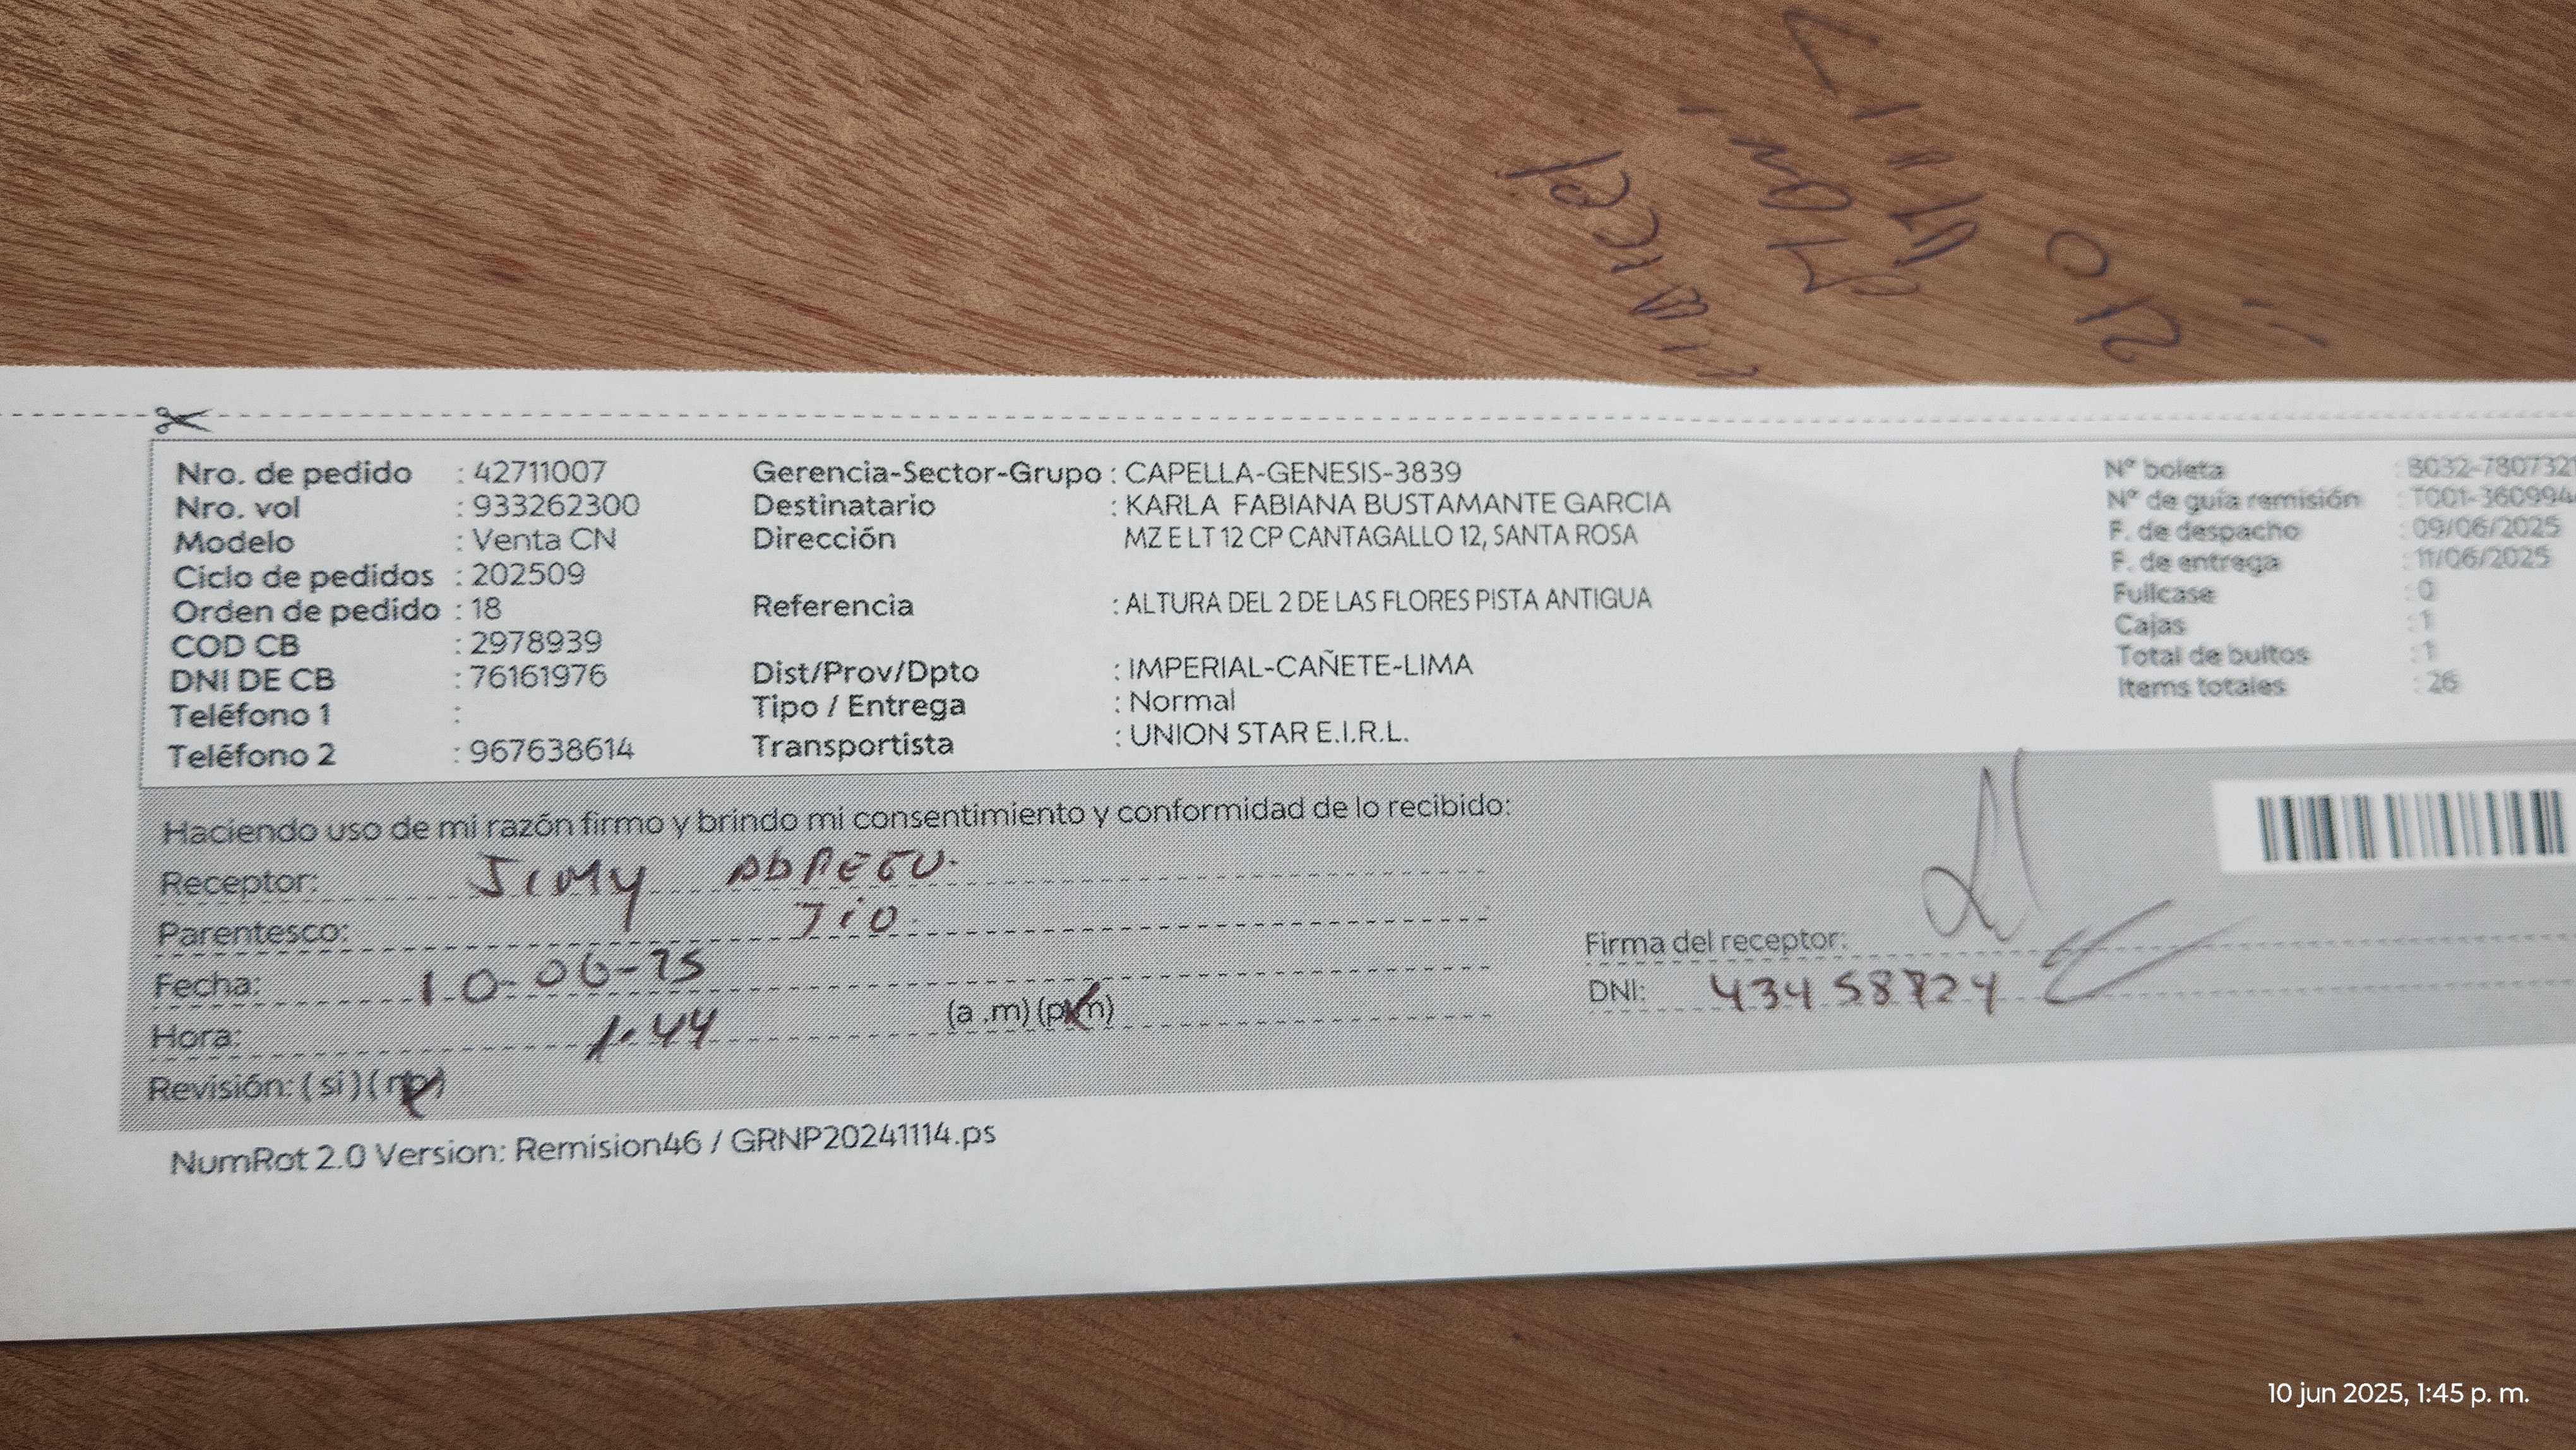 Nro. de pedido : 42711007
Nro. vol : 933262300
Modelo : Venta CN
Ciclo de pedidos : 202509
Orden de pedido : 18
COD CB : 2978939
DNI DE CB : 76161976
Teléfono 1 :
Teléfono 2 : 967638614
Gerencia-Sector-Grupo : CAPELLA-GENESIS-3839
Destinatario : KARLA FABIANA BUSTAMANTE GARCIA
Dirección MZ E LT 12 CP CANTAGALLO 12, SANTA ROSA
Referencia : ALTURA DEL 2 DE LAS FLORES PISTA ANTIGUA
Dist/Prov/Dpto : IMPERIAL-CAÑETE-LIMA
Tipo / Entrega : Normal
Transportista : UNION STAR E.I.R.L.
N° boleta :
N° de guía remisión :
F. de despacho : 09/06/2025
F. de entrega : 11/06/2025
Fullcase : 0
Cajas : 1
Total de bultos : 1
Items totales : 26
Haciendo uso de mi razón firmo y brindo mi consentimiento y conformidad de lo recibido:
Receptor: Jimy
Parentesco: Tio
Fecha: 10-06-25
Hora: 1:44 (a .m) (p.m)
Revisión: ( si ) ( no )
Firma del receptor:
DNI: 43458724
NumRot 2.0 Version: Remision46 / GRNP20241114.ps
10 jun 2025, 1:45 p. m.